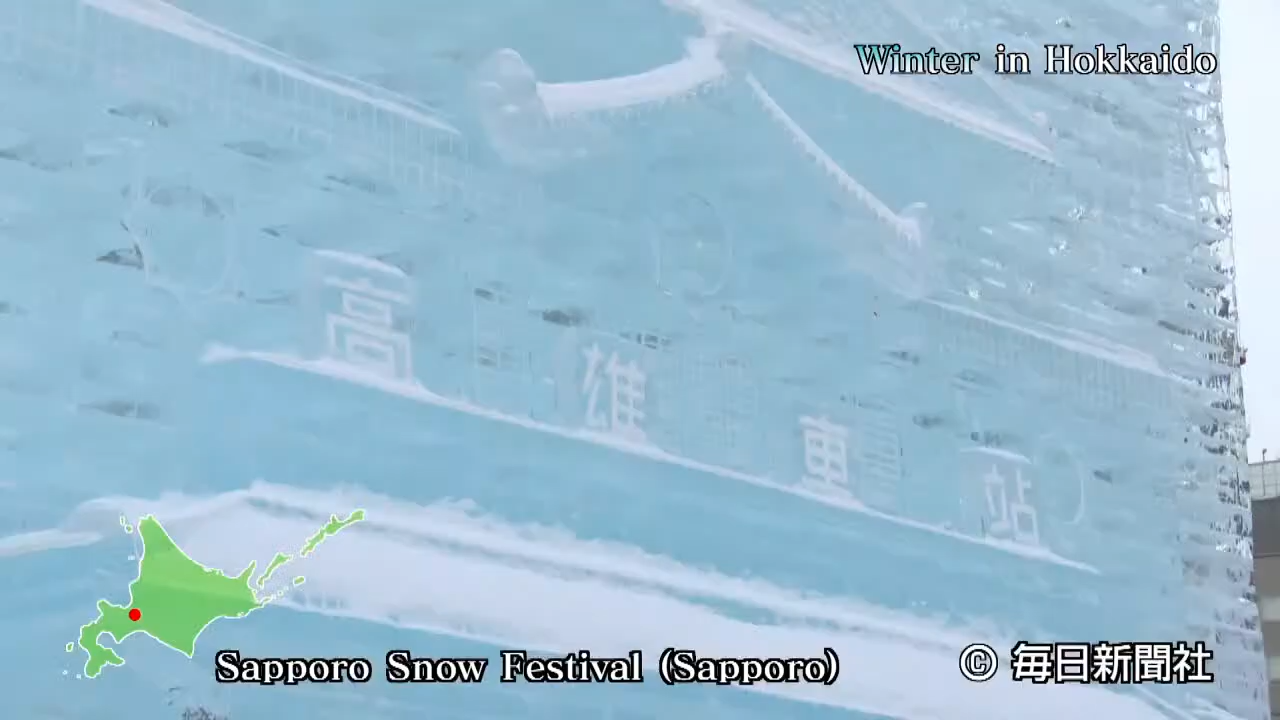 Winter in Hokkaido
高雄車站
Sapporo Snow Festival (Sapporo)
© 毎日新聞社